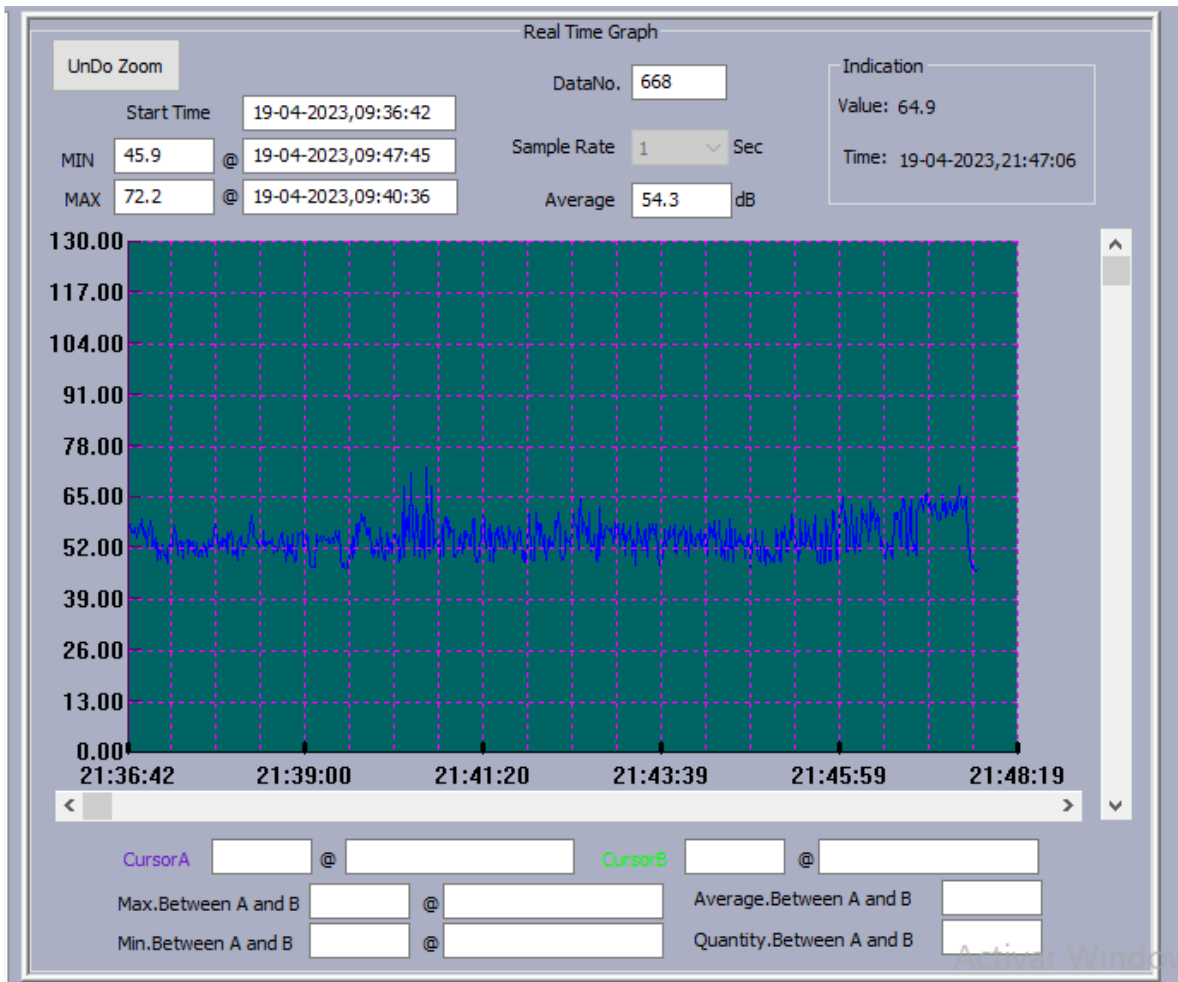 Real Time Graph
UnDo Zoom
DataNo. 668
Indication
Start Time 19-04-2023,09:36:42
Value: 64.9
MIN 45.9 @ 19-04-2023,09:47:45
Sample Rate 1 Sec
Time: 19-04-2023,21:47:06
MAX 72.2 @ 19-04-2023,09:40:36
Average 54.3 dB
130.00
117.00
104.00
91.00
78.00
65.00
52.00
39.00
26.00
13.00
0.00
21:36:42 21:39:00 21:41:20 21:43:39 21:45:59 21:48:19
CursorA @ CursorB @
Max.Between A and B @ Average.Between A and B
Min.Between A and B @ Quantity.Between A and B
Activar Window